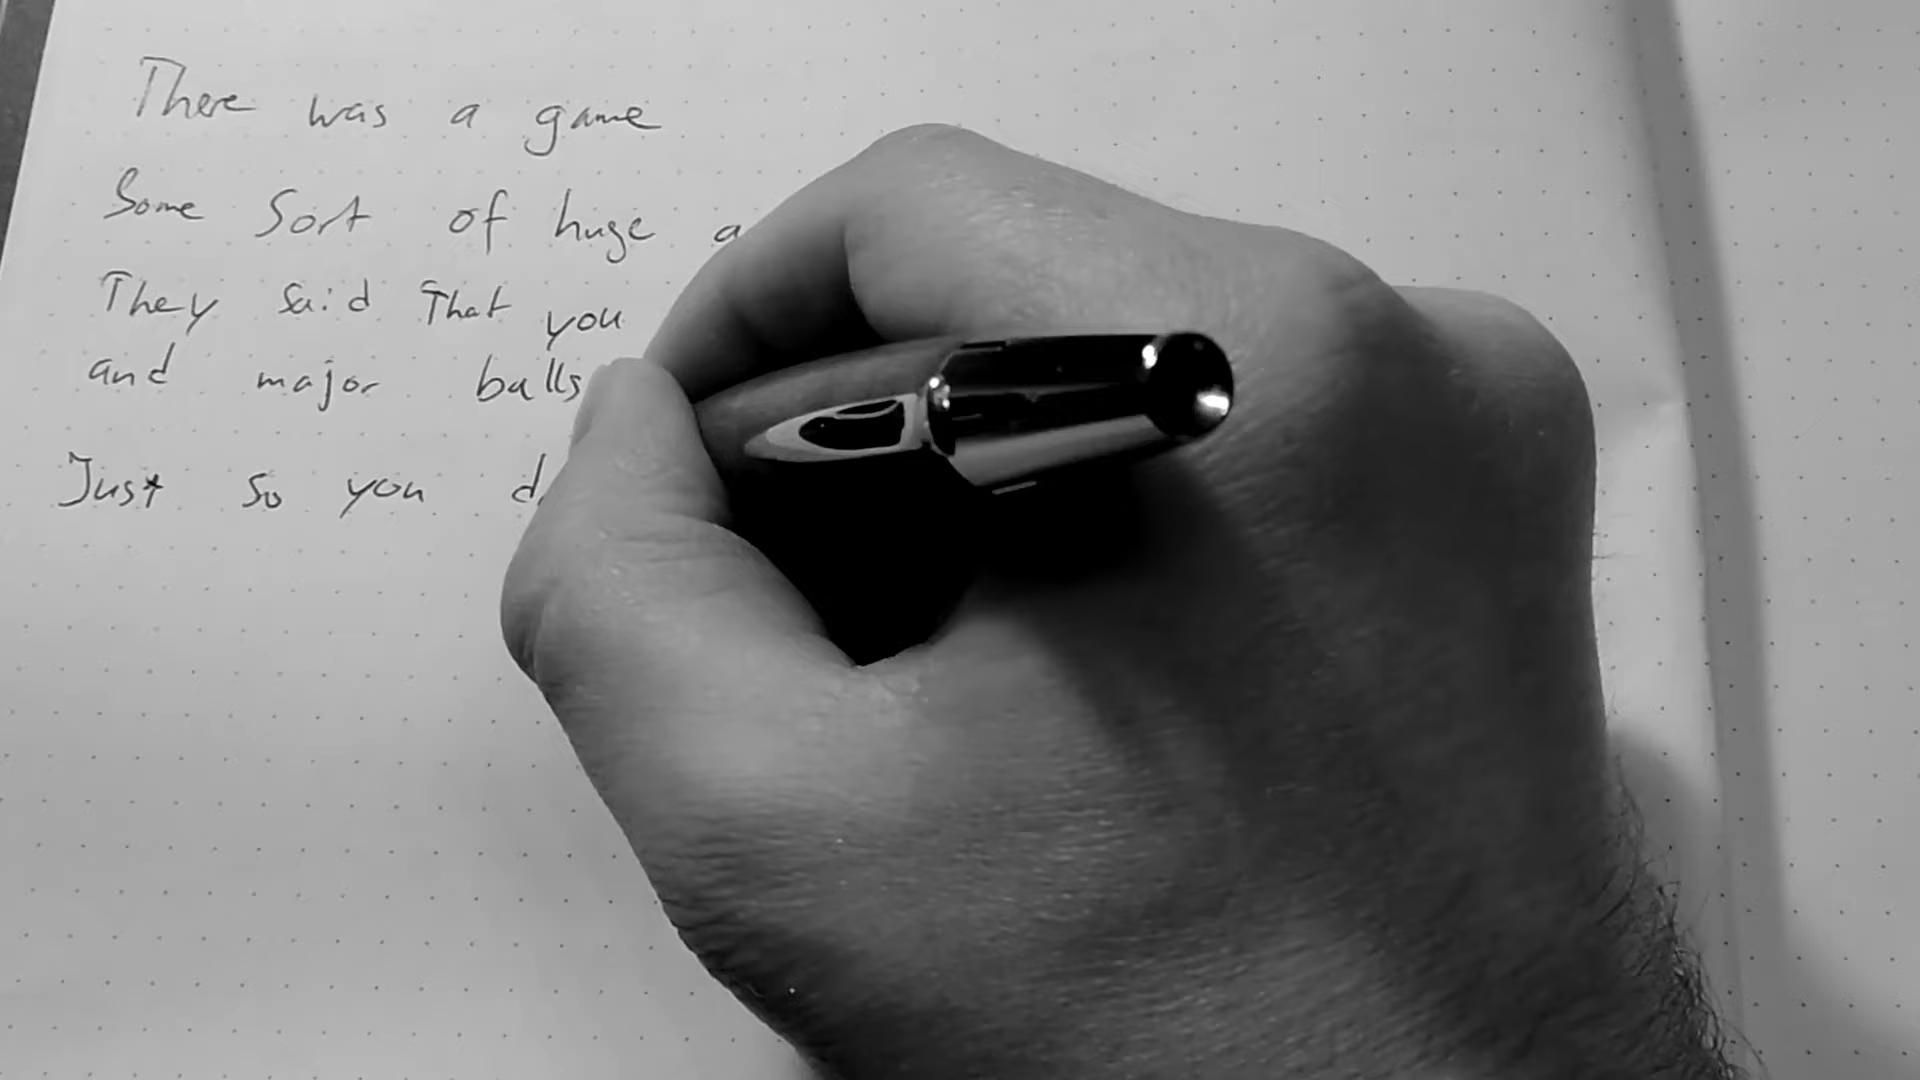 There was a game
Some sort of huge a
They said that you
and major balls
Just so you d